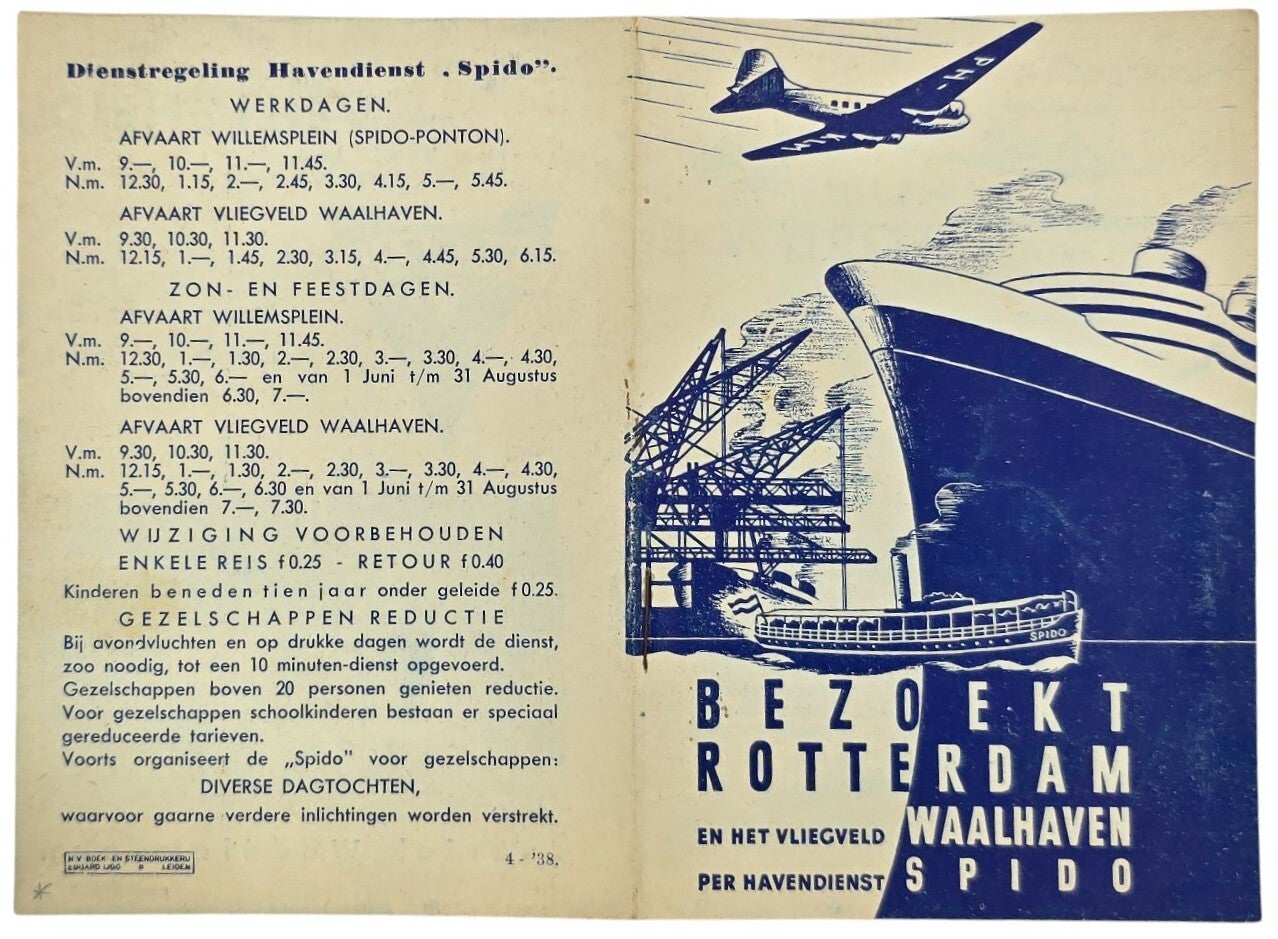 Dienstregeling Havendienst „Spido”.
WERKDAGEN.
AFVAART WILLEMSPLEIN (SPIDO-PONTON).
V.m. 9.—, 10.—, 11.—, 11.45.
N.m. 12.30, 1.15, 2.—, 2.45, 3.30, 4.15, 5.—, 5.45.
AFVAART VLIEGVELD WAALHAVEN.
V.m. 9.30, 10.30, 11.30.
N.m. 12.15, 1.—, 1.45, 2.30, 3.15, 4.—, 4.45, 5.30, 6.15.
ZON- EN FEESTDAGEN.
AFVAART WILLEMSPLEIN.
V.m. 9.—, 10.—, 11.—, 11.45.
N.m. 12.30, 1.—, 1.30, 2.—, 2.30, 3.—, 3.30, 4.—, 4.30,
5.—, 5.30, 6.— en van 1 Juni t/m 31 Augustus
bovendien 6.30, 7.—.
AFVAART VLIEGVELD WAALHAVEN.
V.m. 9.30, 10.30, 11.30.
N.m. 12.15, 1.—, 1.30, 2.—, 2.30, 3.—, 3.30, 4.—, 4.30,
5.—, 5.30, 6.—, 6.30 en van 1 Juni t/m 31 Augustus
bovendien 7.—, 7.30.
WIJZIGING VOORBEHOUDEN
ENKELE REIS f 0.25 - RETOUR f 0.40
Kinderen beneden tien jaar onder geleide f 0.25.
GEZELSCHAPPEN REDUCTIE
Bij avondvluchten en op drukke dagen wordt de dienst,
zoo noodig, tot een 10 minuten-dienst opgevoerd.
Gezelschappen boven 20 personen genieten reductie.
Voor gezelschappen schoolkinderen bestaan er speciaal
gereduceerde tarieven.
Voorts organiseert de „Spido” voor gezelschappen:
DIVERSE DAGTOCHTEN,
waarvoor gaarne verdere inlichtingen worden verstrekt.
N.V. BOEK- EN STEENDRUKKERIJ
EDUARD IJDO LEIDEN
4 - '38.
PH-
KLM
SPIDO
BEZOEKT
ROTTERDAM
EN HET VLIEGVELD WAALHAVEN
PER HAVENDIENST SPIDO